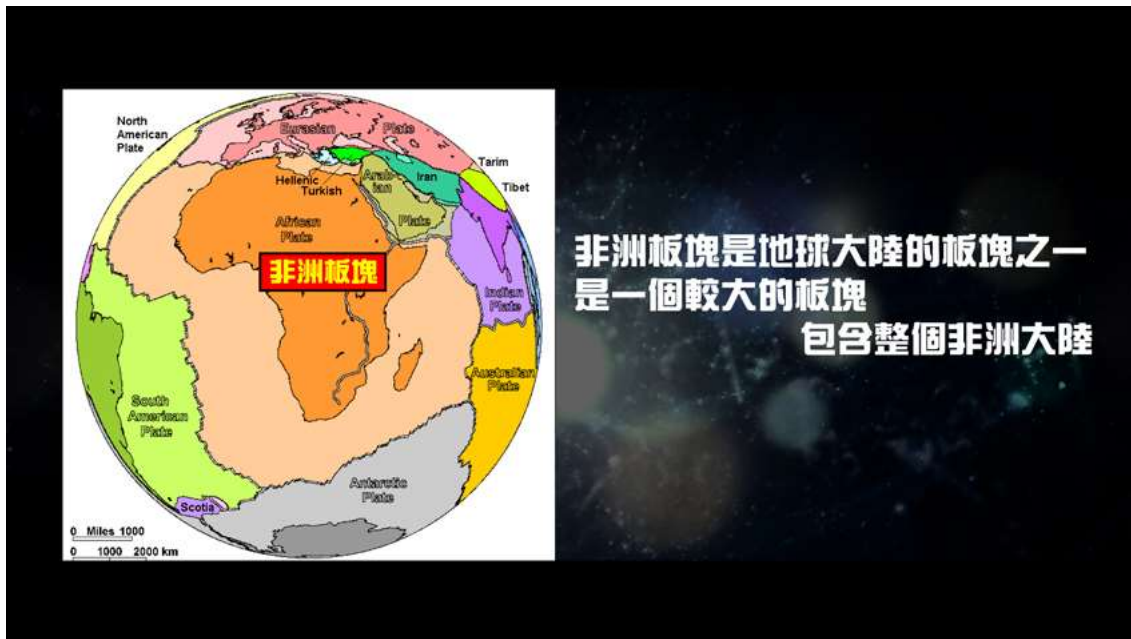 North
American
Plate
Eurasian Plate
Tarim
Tibet
Iran
Hellenic
Turkish
Arab-
ian
Plate
African
Plate
非洲板塊
Indian
Plate
Australian
Plate
South
American
Plate
Antarctic
Plate
Scotia
0 Miles 1000
0 1000 2000 km
非洲板塊是地球大陸的板塊之一
是一個較大的板塊
包含整個非洲大陸